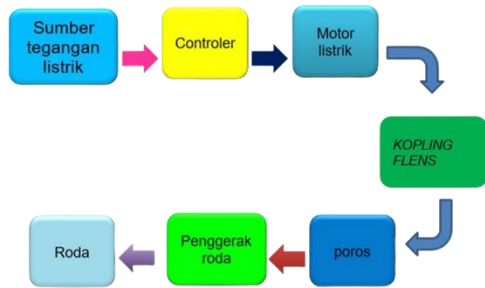 Sumber
tegangan
listrik
Controler
Motor
listrik
KOPLING
FLENS
poros
Penggerak
roda
Roda